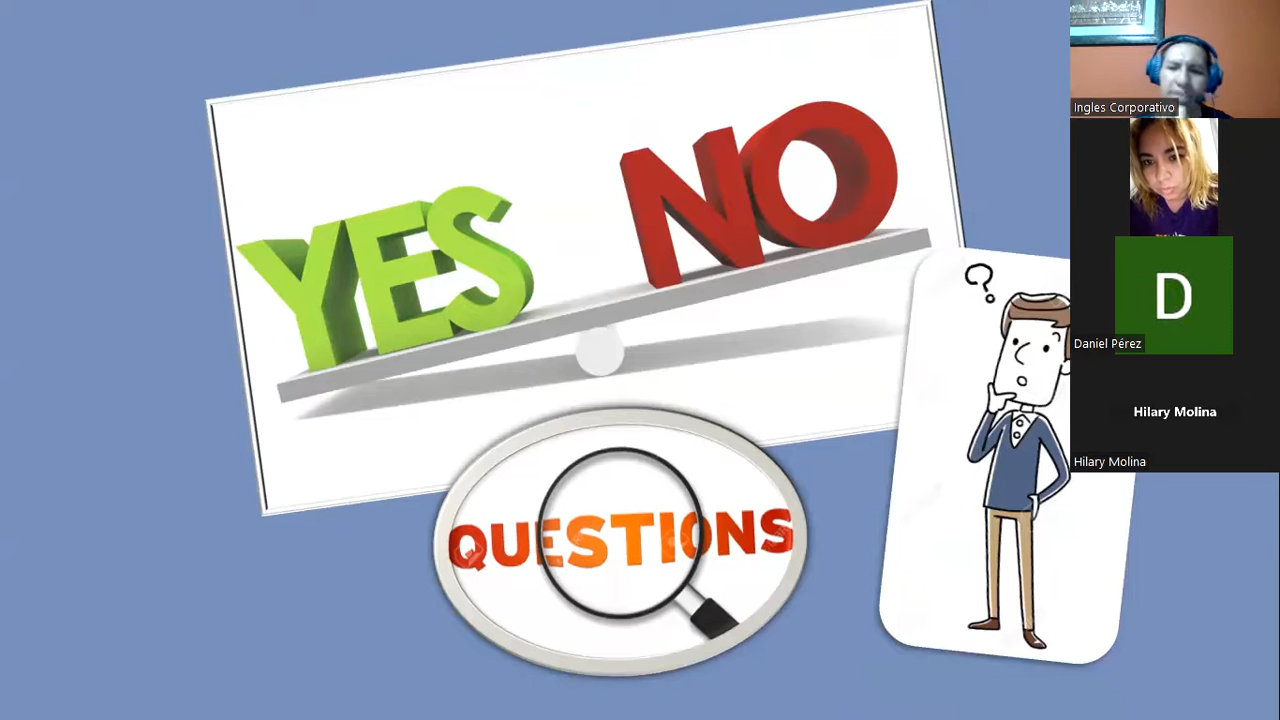 YES NO
QUESTIONS
?
Ingles Corporativo
D
Daniel Pérez
Hilary Molina
Hilary Molina